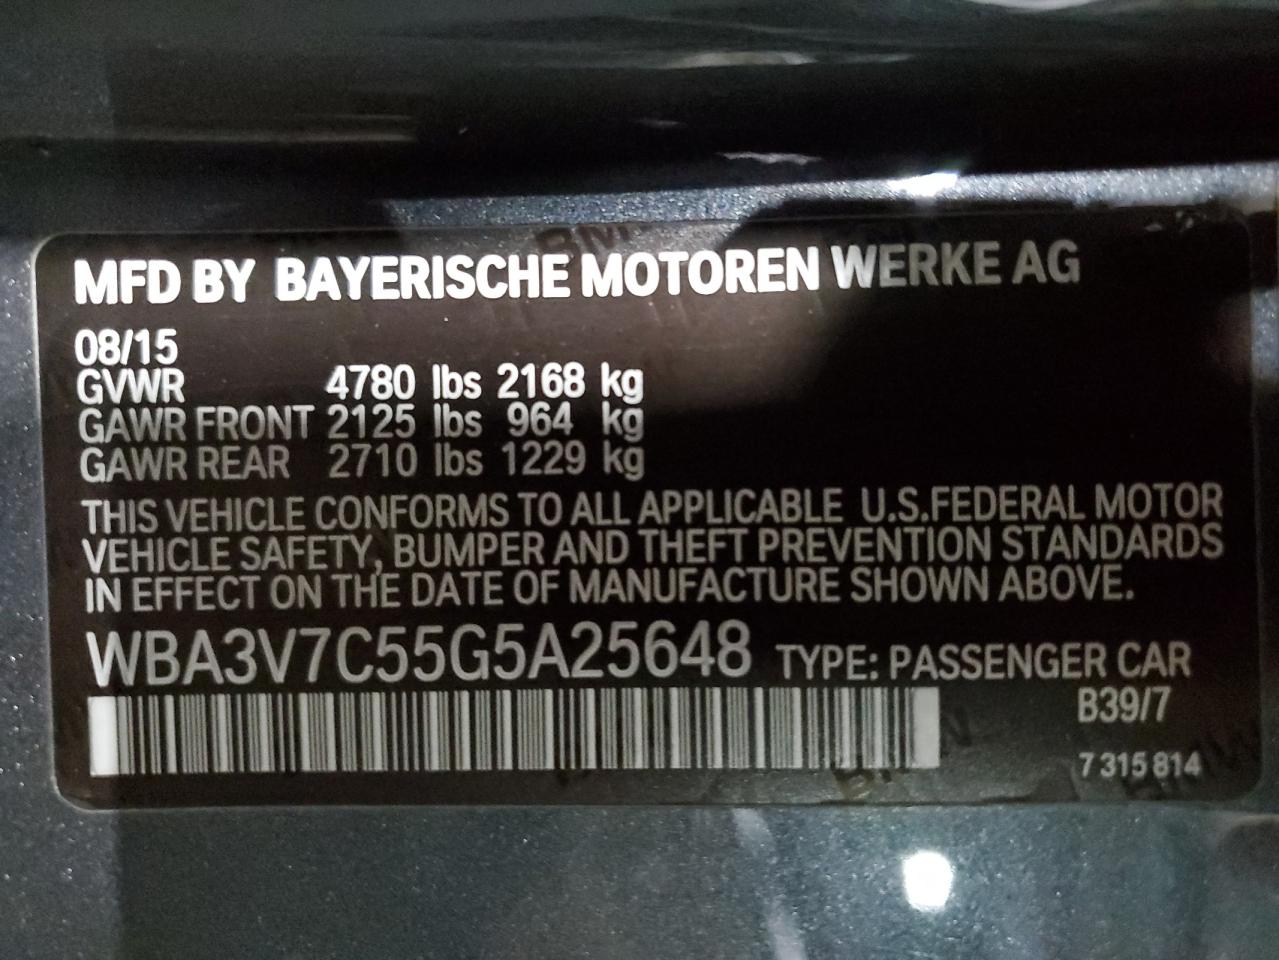 MFD BY BAYERISCHE MOTOREN WERKE AG
08/15
GVWR 4780 lbs 2168 kg
GAWR FRONT 2125 lbs 964 kg
GAWR REAR 2710 lbs 1229 kg
THIS VEHICLE CONFORMS TO ALL APPLICABLE U.S.FEDERAL MOTOR
VEHICLE SAFETY, BUMPER AND THEFT PREVENTION STANDARDS
IN EFFECT ON THE DATE OF MANUFACTURE SHOWN ABOVE.
WBA3V7C55G5A25648 TYPE: PASSENGER CAR
B39/7
7 315 814